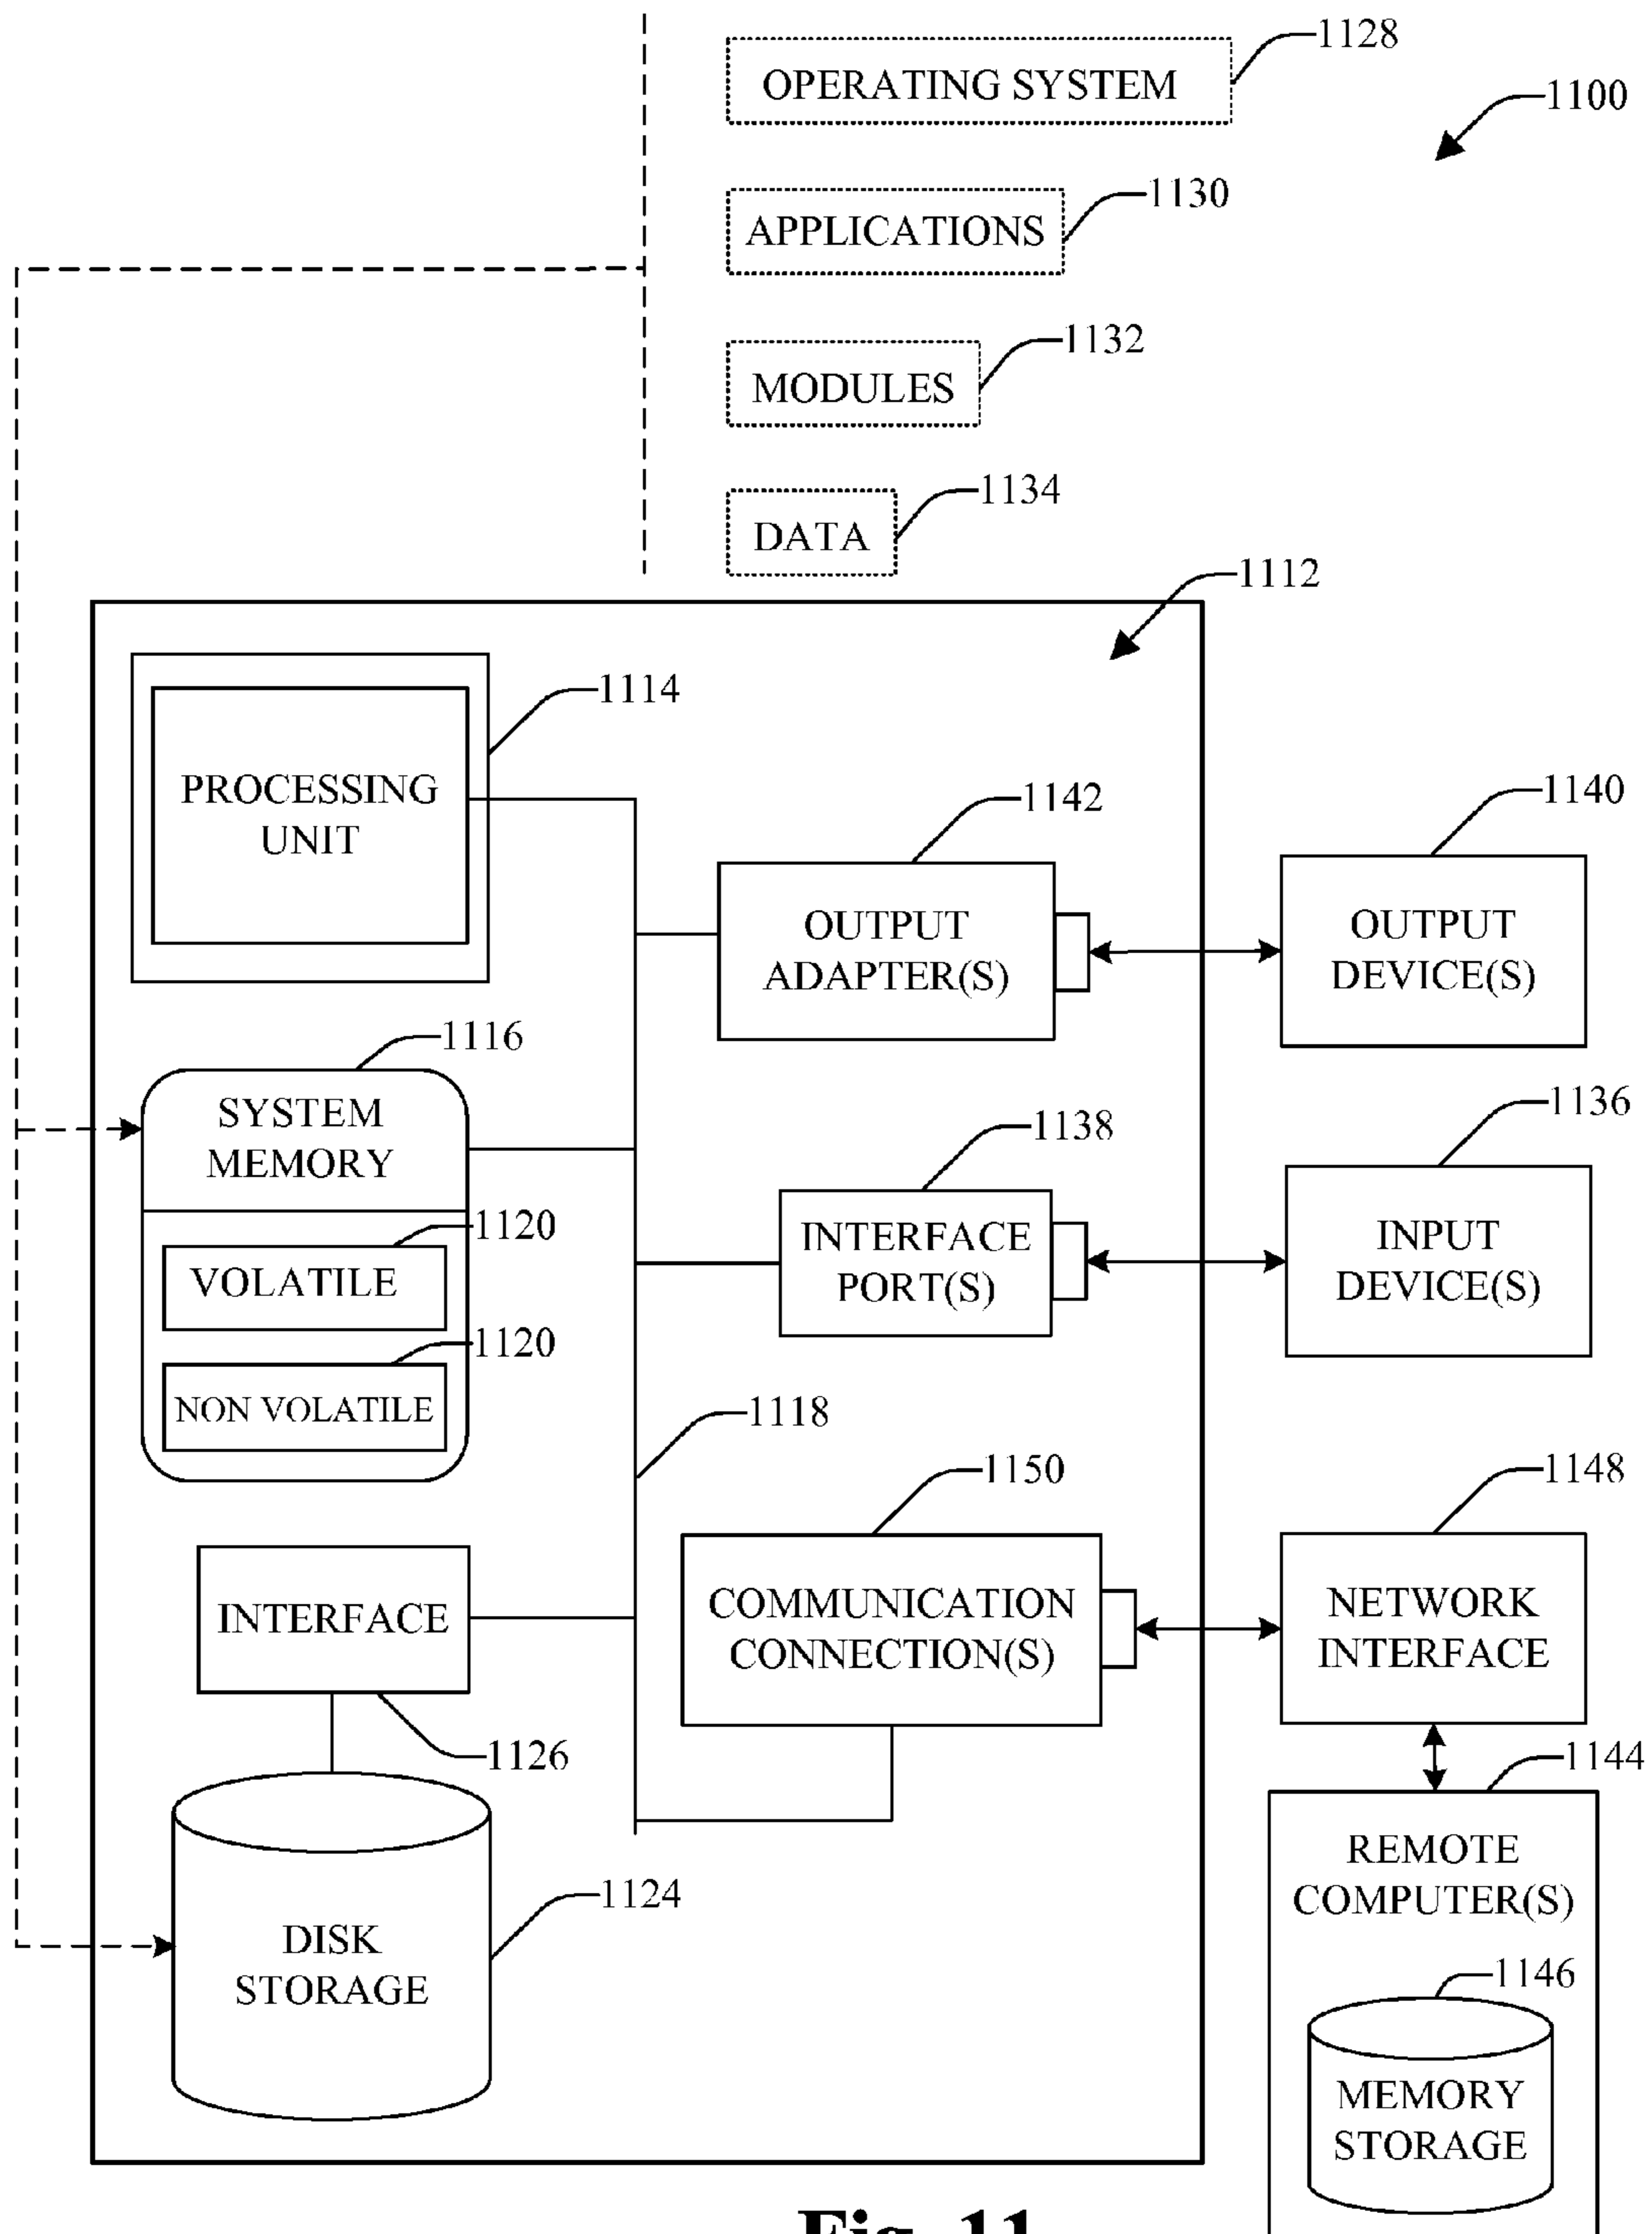 1128
OPERATING SYSTEM
1100
1130
APPLICATIONS
1132
MODULES
1134
DATA
1112
1114
PROCESSING
UNIT
1142
OUTPUT
ADAPTER(S)
1140
OUTPUT
DEVICE(S)
1116
SYSTEM
MEMORY
1120
VOLATILE
1120
NON VOLATILE
1138
INTERFACE
PORT(S)
1136
INPUT
DEVICE(S)
1118
1150
COMMUNICATION
CONNECTION(S)
1148
NETWORK
INTERFACE
INTERFACE
1126
1144
REMOTE
COMPUTER(S)
1124
DISK
STORAGE
1146
MEMORY
STORAGE
Fig. 11